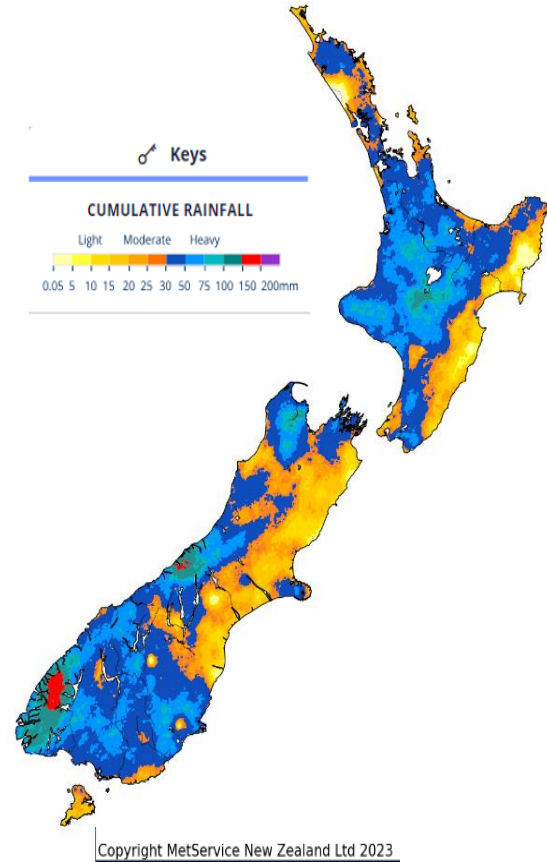 Keys
CUMULATIVE RAINFALL
Light Moderate Heavy
0.05 5 10 15 20 25 30 50 75 100 150 200mm
Copyright MetService New Zealand Ltd 2023